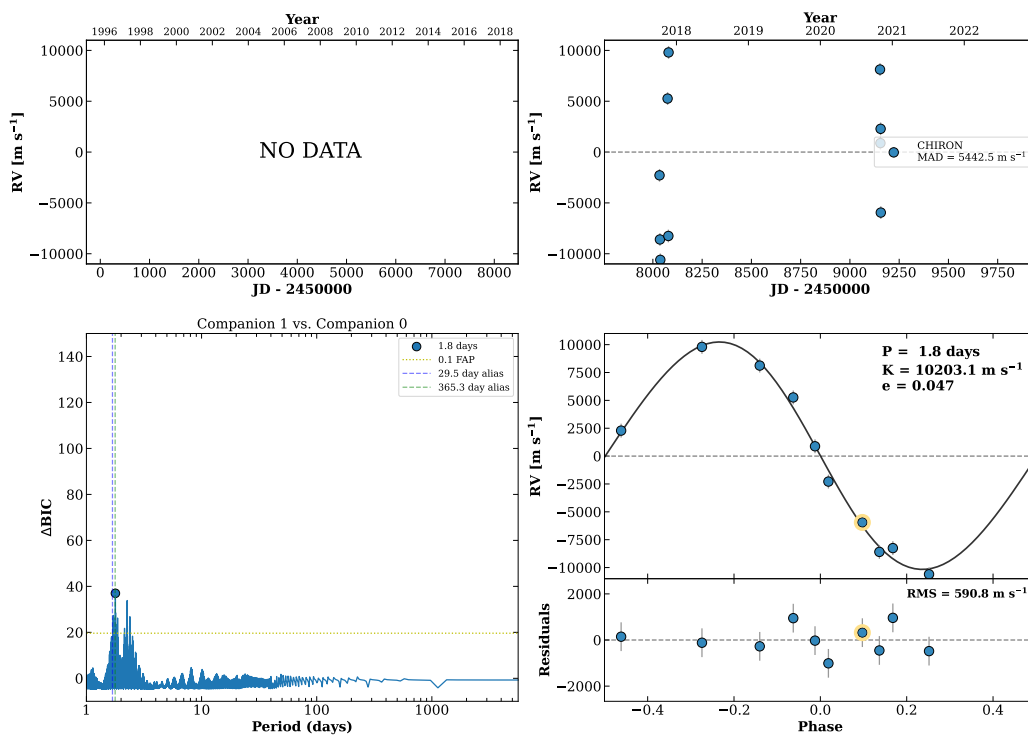 Year
1996 1998 2000 2002 2004 2006 2008 2010 2012 2014 2016 2018
10000
5000
0
−5000
−10000
RV [m s⁻¹]
NO DATA
0 1000 2000 3000 4000 5000 6000 7000 8000
JD - 2450000
Year
2018 2019 2020 2021 2022
10000
5000
0
−5000
−10000
RV [m s⁻¹]
CHIRON
MAD = 5442.5 m s⁻¹
8000 8250 8500 8750 9000 9250 9500 9750
JD - 2450000
Companion 1 vs. Companion 0
140
120
100
80
60
40
20
0
ΔBIC
1.8 days
0.1 FAP
29.5 day alias
365.3 day alias
1 10 100 1000
Period (days)
10000
7500
5000
2500
0
−2500
−5000
−7500
−10000
RV [m s⁻¹]
P = 1.8 days
K = 10203.1 m s⁻¹
e = 0.047
2000
0
−2000
Residuals
RMS = 590.8 m s⁻¹
−0.4 −0.2 0.0 0.2 0.4
Phase